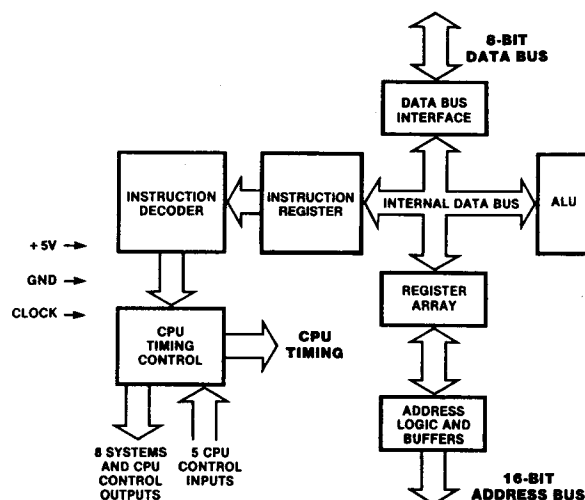 8-BIT
DATA BUS
DATA BUS
INTERFACE
INSTRUCTION
DECODER
INSTRUCTION
REGISTER
INTERNAL DATA BUS
ALU
+5V
GND
CLOCK
REGISTER
ARRAY
CPU
TIMING
CONTROL
CPU
TIMING
ADDRESS
LOGIC AND
BUFFERS
8 SYSTEMS
AND CPU
CONTROL
OUTPUTS
5 CPU
CONTROL
INPUTS
16-BIT
ADDRESS BUS